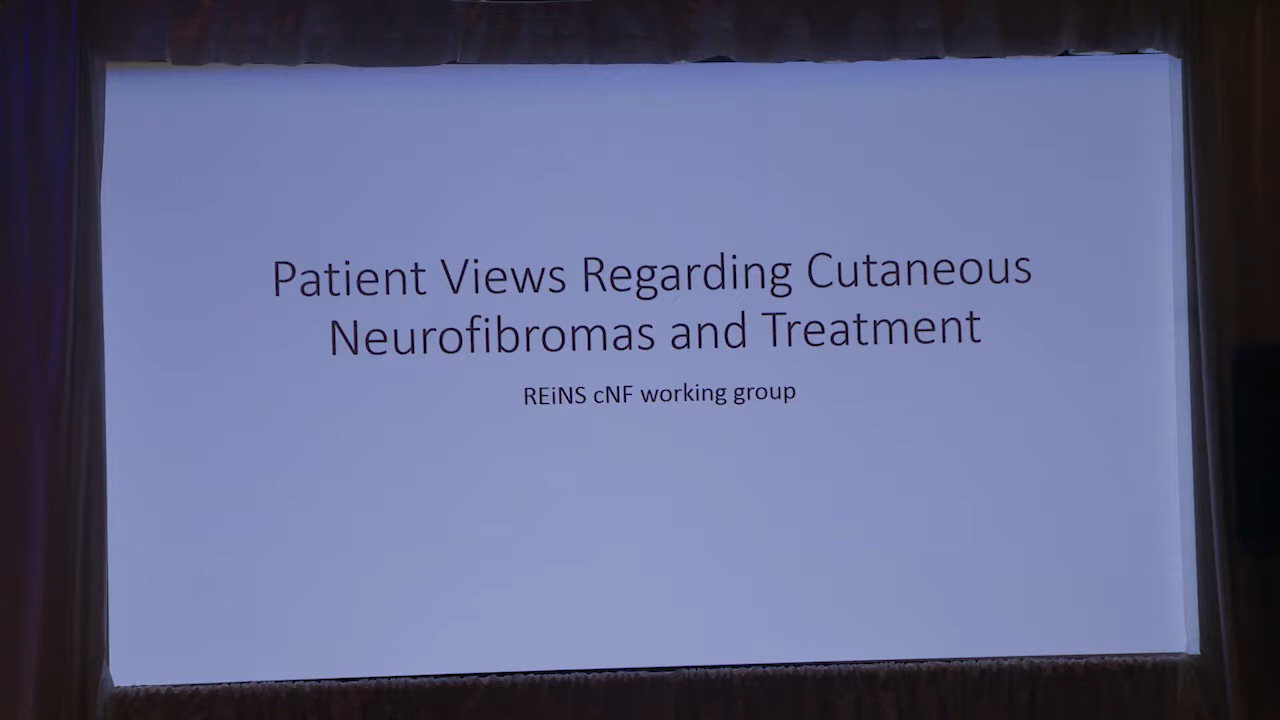 Patient Views Regarding Cutaneous
Neurofibromas and Treatment
REiNS cNF working group